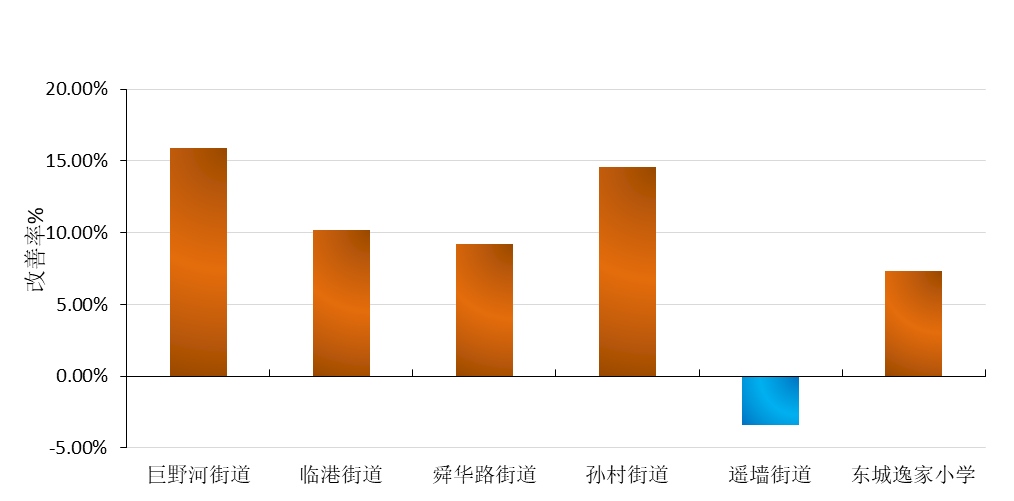 20.00%
15.00%
10.00%
5.00%
0.00%
-5.00%
改善率%
巨野河街道
临港街道
舜华路街道
孙村街道
遥墙街道
东城逸家小学